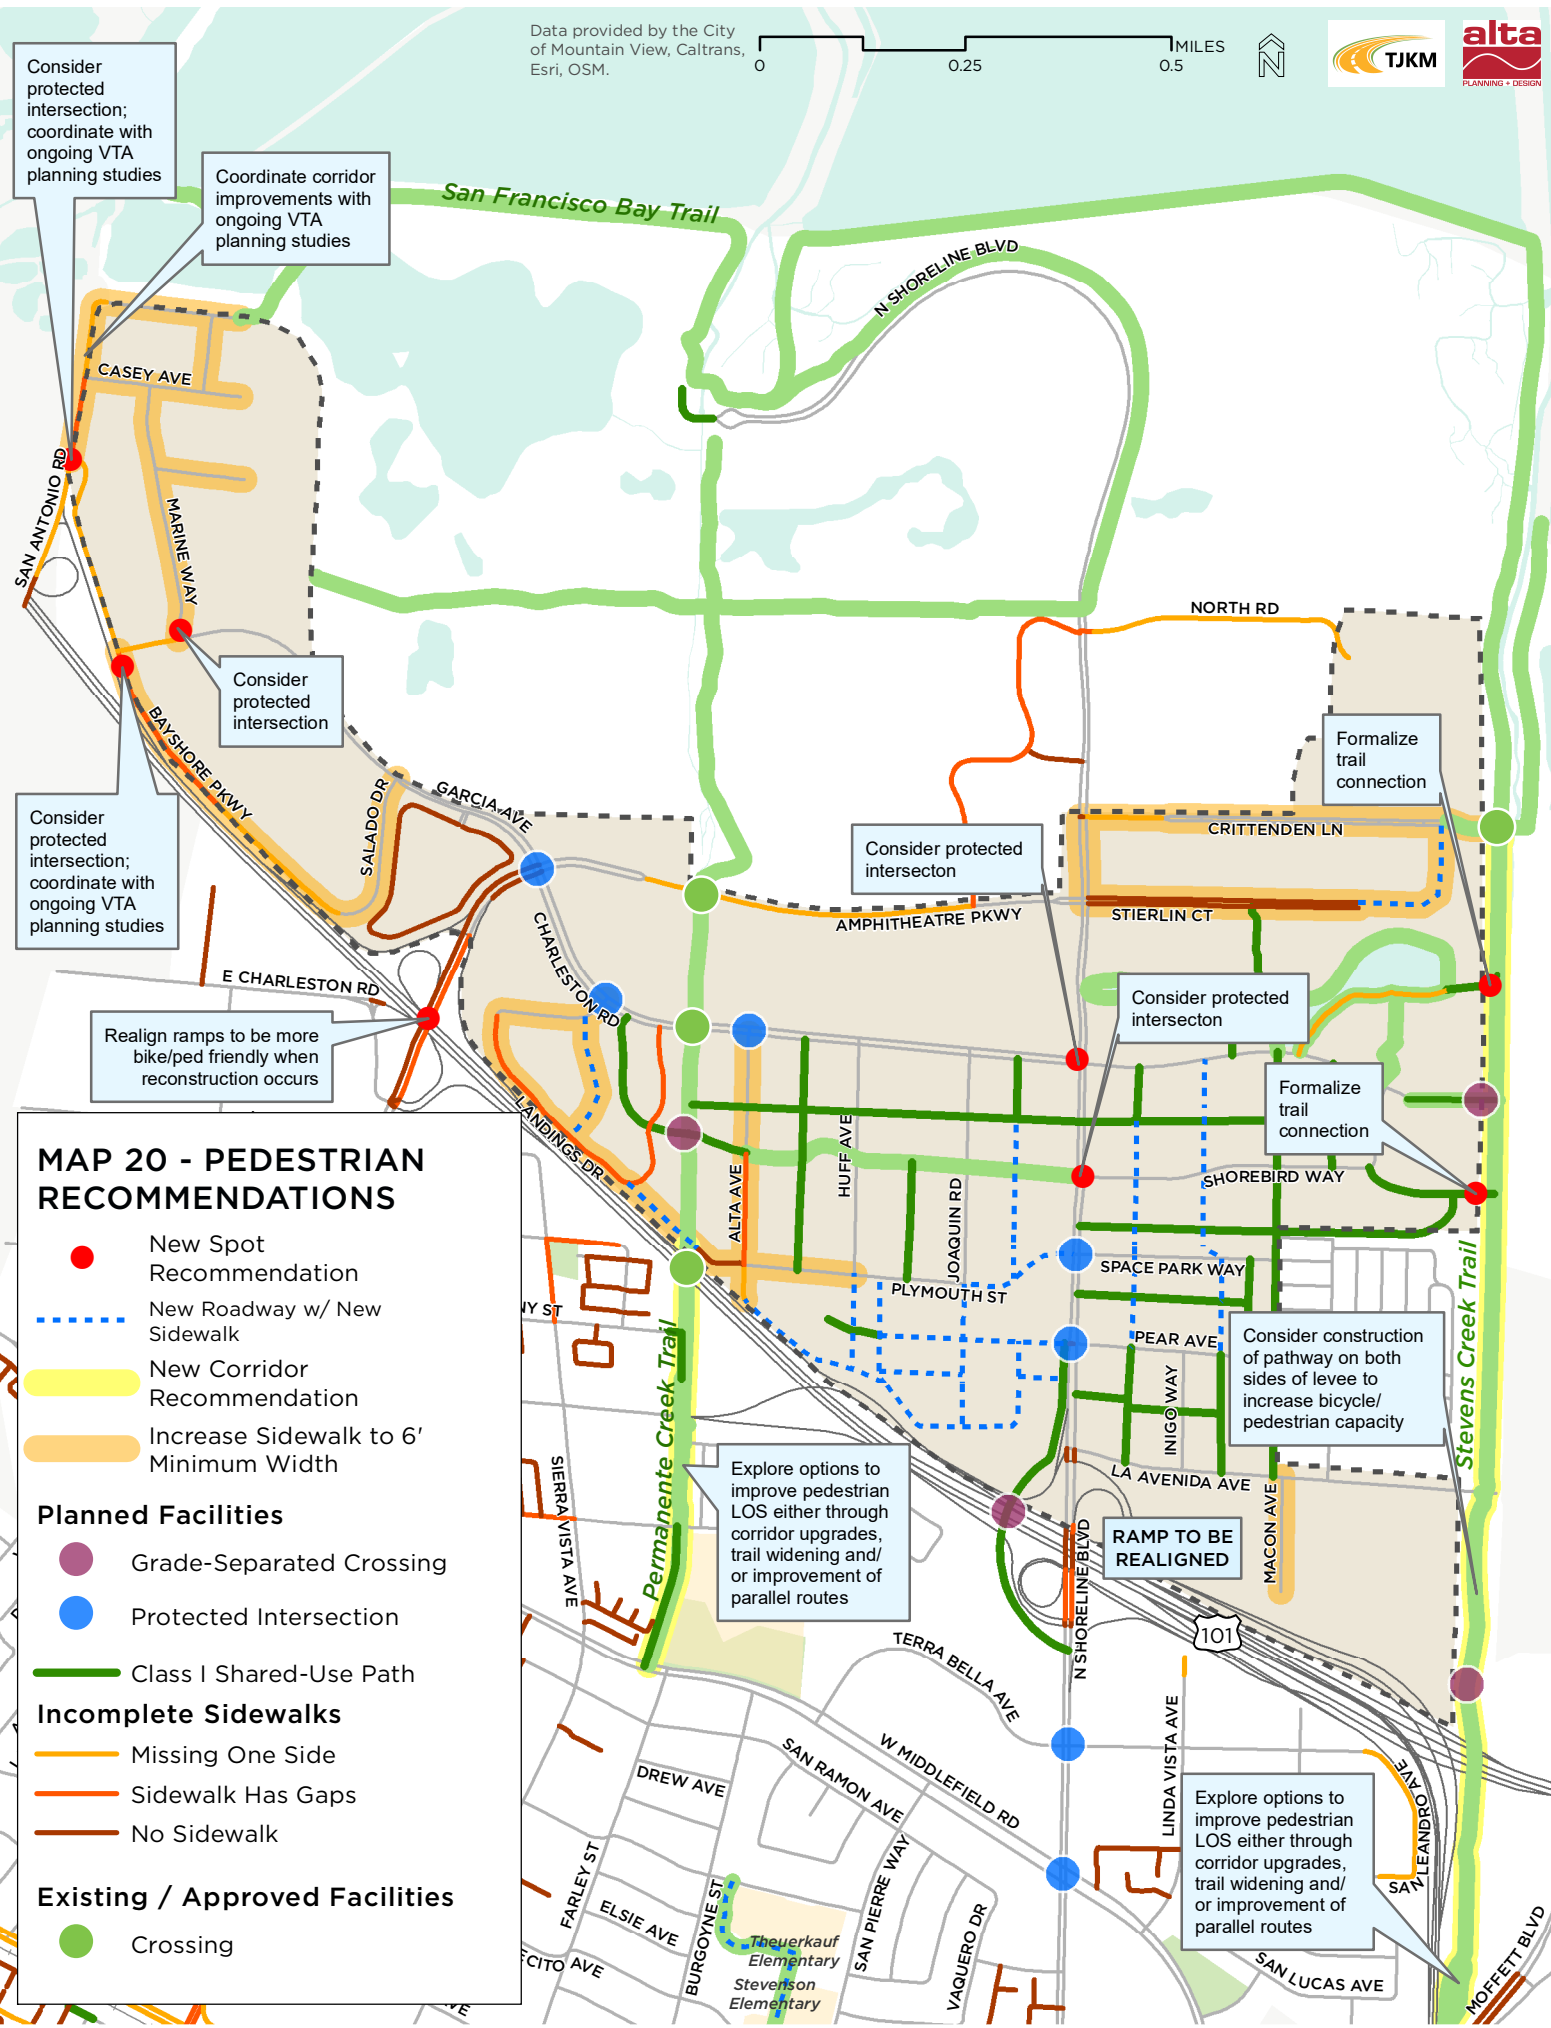 Data provided by the City
of Mountain View, Caltrans,
Esri, OSM.
0
0.25
0.5
MILES
N
TJKM
alta
PLANNING + DESIGN
Consider
protected
intersection;
coordinate with
ongoing VTA
planning studies
Coordinate corridor
improvements with
ongoing VTA
planning studies
San Francisco Bay Trail
N SHORELINE BLVD
CASEY AVE
SAN ANTONIO RD
MARINE WAY
NORTH RD
Consider
protected
intersection
BAYSHORE PKWY
Formalize
trail
connection
Consider
protected
intersection;
coordinate with
ongoing VTA
planning studies
SALADO DR
GARCIA AVE
CRITTENDEN LN
Consider protected
intersecton
AMPHITHEATRE PKWY
STIERLIN CT
CHARLESTON RD
E CHARLESTON RD
Consider protected
intersecton
Realign ramps to be more
bike/ped friendly when
reconstruction occurs
Formalize
trail
connection
LANDINGS DR
ALTA AVE
HUFF AVE
JOAQUIN RD
SHOREBIRD WAY
SPACE PARK WAY
PLYMOUTH ST
PEAR AVE
INIGO WAY
LA AVENIDA AVE
MACON AVE
Stevens Creek Trail
Consider construction
of pathway on both
sides of levee to
increase bicycle/
pedestrian capacity
MAP 20 - PEDESTRIAN
RECOMMENDATIONS
New Spot
Recommendation
New Roadway w/ New
Sidewalk
New Corridor
Recommendation
Increase Sidewalk to 6'
Minimum Width
Planned Facilities
Grade-Separated Crossing
Protected Intersection
Class I Shared-Use Path
Incomplete Sidewalks
Missing One Side
Sidewalk Has Gaps
No Sidewalk
Existing / Approved Facilities
Crossing
NY ST
Permanente Creek Trail
SIERRA VISTA AVE
Explore options to
improve pedestrian
LOS either through
corridor upgrades,
trail widening and/
or improvement of
parallel routes
RAMP TO BE
REALIGNED
N SHORELINE BLVD
101
TERRA BELLA AVE
W MIDDLEFIELD RD
SAN RAMON AVE
DREW AVE
LINDA VISTA AVE
SAN LEANDRO AVE
Explore options to
improve pedestrian
LOS either through
corridor upgrades,
trail widening and/
or improvement of
parallel routes
FARLEY ST
ELSIE AVE
BURGOYNE ST
SAN PIERRE WAY
VAQUERO DR
Theuerkauf
Elementary
Stevenson
Elementary
ECITO AVE
VE
SAN LUCAS AVE
MOFFETT BLVD